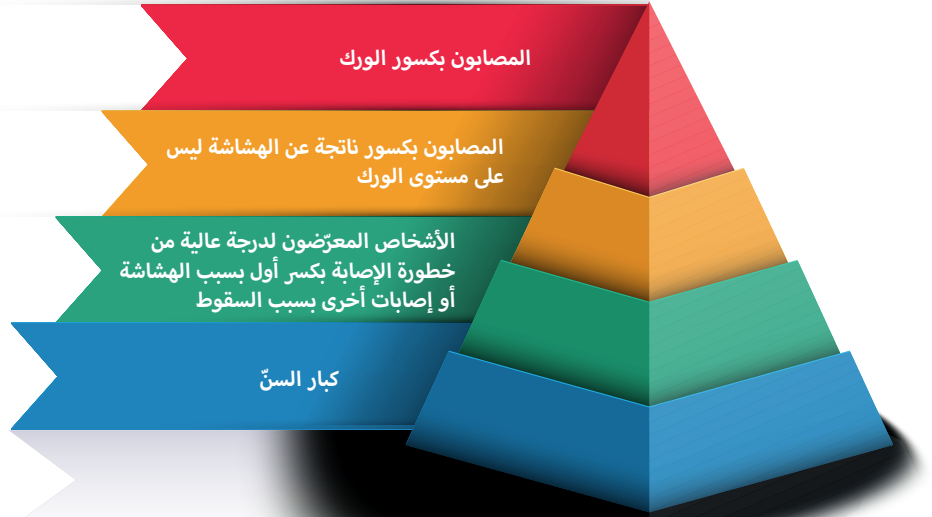 المصابون بكسور الورك
المصابون بكسور ناتجة عن الهشاشة ليس
على مستوى الورك
الأشخاص المعرّضون لدرجة عالية من
خطورة الإصابة بكسر أول بسبب الهشاشة
أو إصابات أخرى بسبب السقوط
كبار السنّ